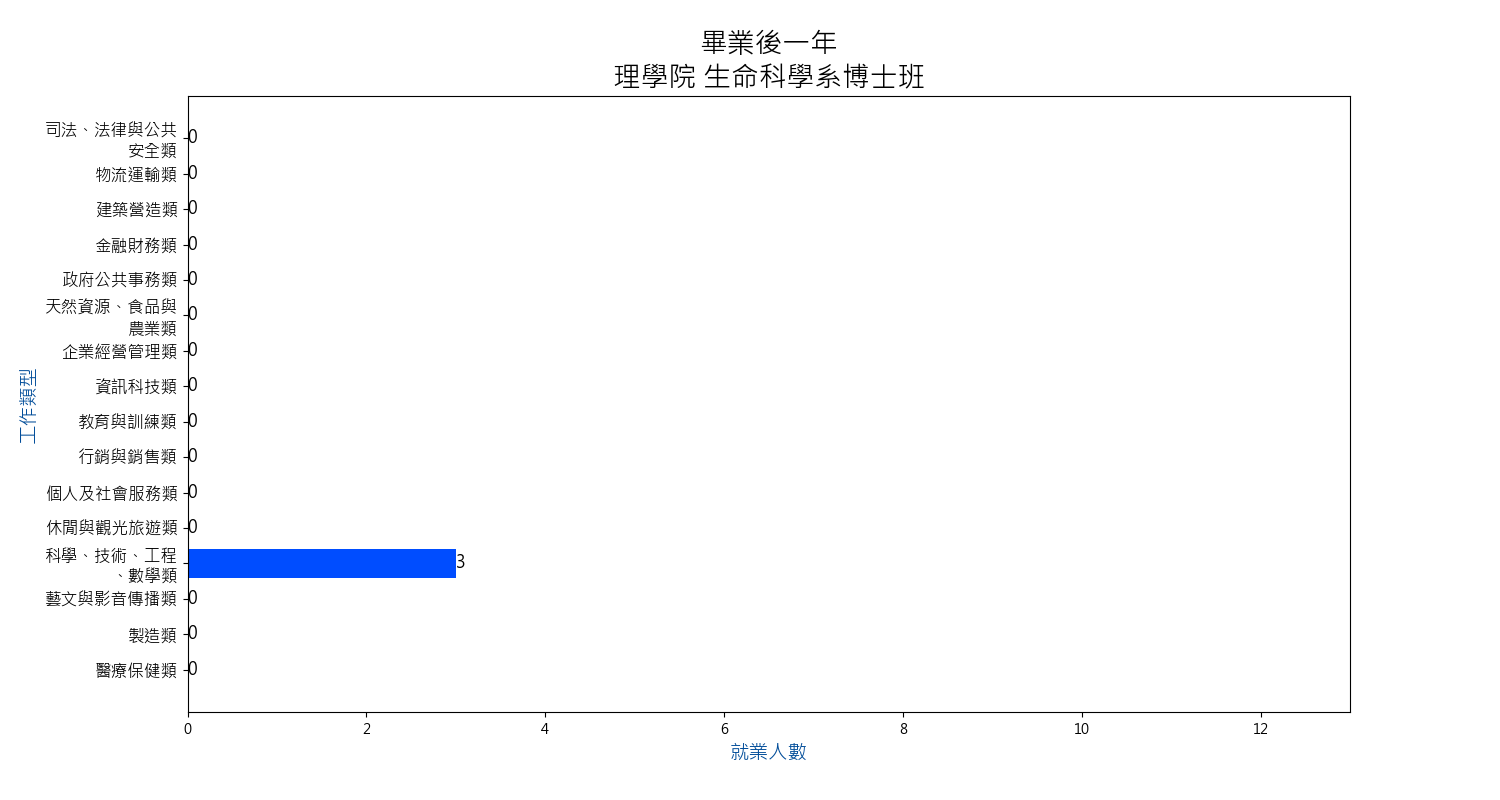 畢業後一年
理學院 生命科學系博士班
司法、法律與公共
安全類
0
物流運輸類
0
建築營造類
0
金融財務類
0
政府公共事務類
0
天然資源、食品與
農業類
0
企業經營管理類
0
資訊科技類
0
教育與訓練類
0
行銷與銷售類
0
個人及社會服務類
0
休閒與觀光旅遊類
0
科學、技術、工程
、數學類
3
藝文與影音傳播類
0
製造類
0
醫療保健類
0
工作類型
0 2 4 6 8 10 12
就業人數